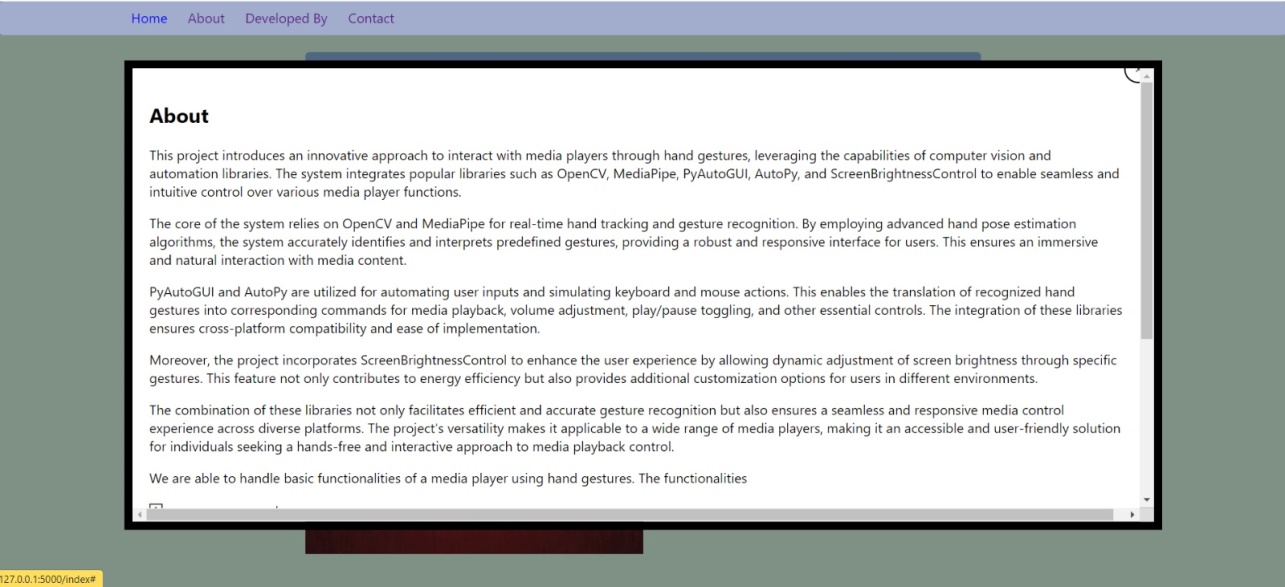 Home About Developed By Contact
About
This project introduces an innovative approach to interact with media players through hand gestures, leveraging the capabilities of computer vision and
automation libraries. The system integrates popular libraries such as OpenCV, MediaPipe, PyAutoGUI, AutoPy, and ScreenBrightnessControl to enable seamless and
intuitive control over various media player functions.
The core of the system relies on OpenCV and MediaPipe for real-time hand tracking and gesture recognition. By employing advanced hand pose estimation
algorithms, the system accurately identifies and interprets predefined gestures, providing a robust and responsive interface for users. This ensures an immersive
and natural interaction with media content.
PyAutoGUI and AutoPy are utilized for automating user inputs and simulating keyboard and mouse actions. This enables the translation of recognized hand
gestures into corresponding commands for media playback, volume adjustment, play/pause toggling, and other essential controls. The integration of these libraries
ensures cross-platform compatibility and ease of implementation.
Moreover, the project incorporates ScreenBrightnessControl to enhance the user experience by allowing dynamic adjustment of screen brightness through specific
gestures. This feature not only contributes to energy efficiency but also provides additional customization options for users in different environments.
The combination of these libraries not only facilitates efficient and accurate gesture recognition but also ensures a seamless and responsive media control
experience across diverse platforms. The project's versatility makes it applicable to a wide range of media players, making it an accessible and user-friendly solution
for individuals seeking a hands-free and interactive approach to media playback control.
We are able to handle basic functionalities of a media player using hand gestures. The functionalities
127.0.0.1:5000/index#